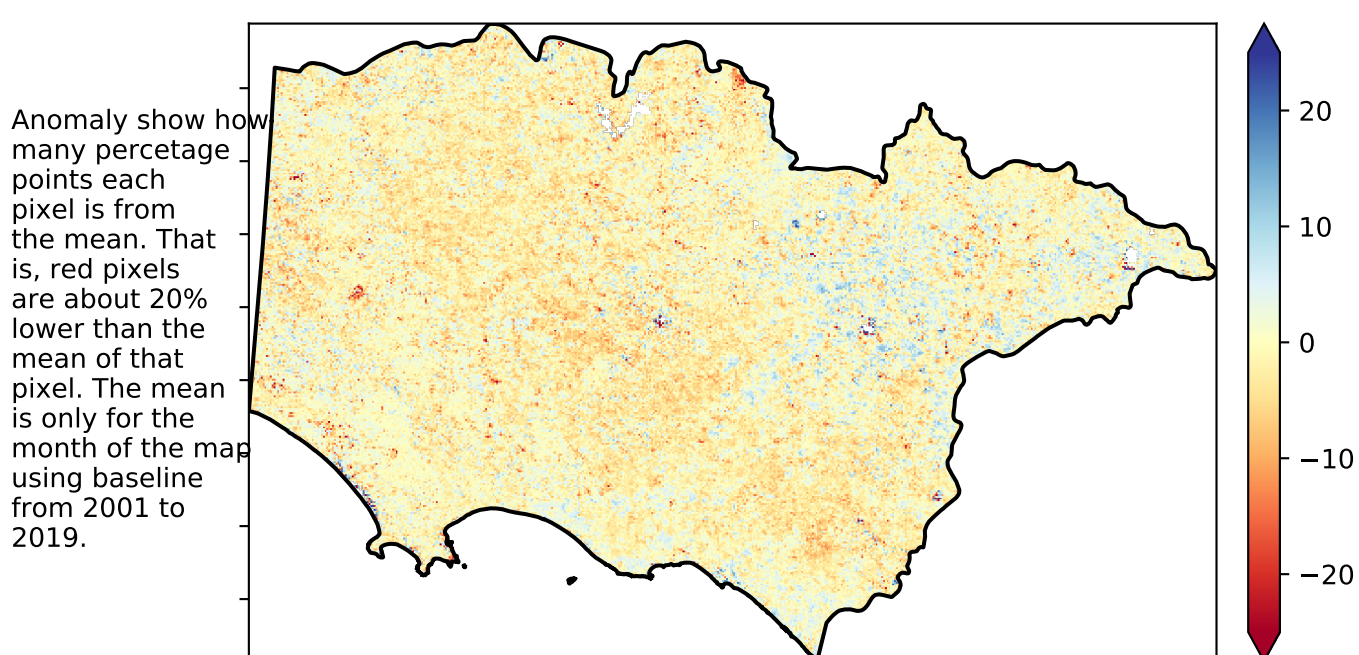 Anomaly show how
many percetage
points each
pixel is from
the mean. That
is, red pixels
are about 20%
lower than the
mean of that
pixel. The mean
is only for the
month of the map
using baseline
from 2001 to
2019.
20
10
0
−10
−20